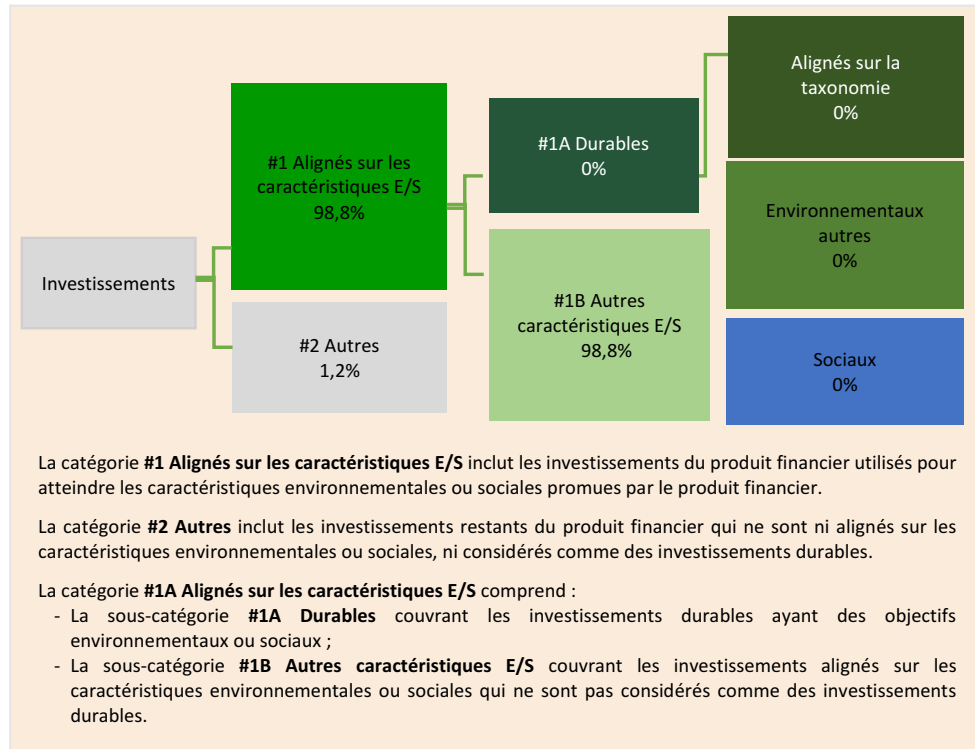 Investissements
#1 Alignés sur les
caractéristiques E/S
98,8%
#2 Autres
1,2%
#1A Durables
0%
#1B Autres
caractéristiques E/S
98,8%
Alignés sur la
taxonomie
0%
Environnementaux
autres
0%
Sociaux
0%
La catégorie #1 Alignés sur les caractéristiques E/S inclut les investissements du produit financier utilisés pour
atteindre les caractéristiques environnementales ou sociales promues par le produit financier.
La catégorie #2 Autres inclut les investissements restants du produit financier qui ne sont ni alignés sur les
caractéristiques environnementales ou sociales, ni considérés comme des investissements durables.
La catégorie #1A Alignés sur les caractéristiques E/S comprend :
- La sous-catégorie #1A Durables couvrant les investissements durables ayant des objectifs
environnementaux ou sociaux ;
- La sous-catégorie #1B Autres caractéristiques E/S couvrant les investissements alignés sur les
caractéristiques environnementales ou sociales qui ne sont pas considérés comme des investissements
durables.